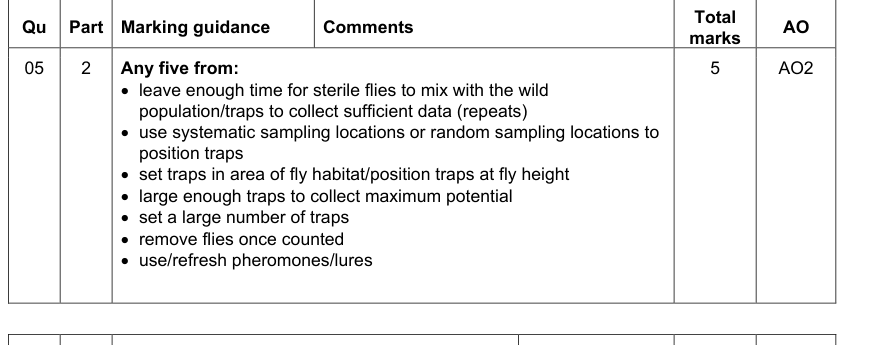 Qu Part Marking guidance Comments Total marks AO
05 2 Any five from: 5 AO2
• leave enough time for sterile flies to mix with the wild
population/traps to collect sufficient data (repeats)
• use systematic sampling locations or random sampling locations to
position traps
• set traps in area of fly habitat/position traps at fly height
• large enough traps to collect maximum potential
• set a large number of traps
• remove flies once counted
• use/refresh pheromones/lures